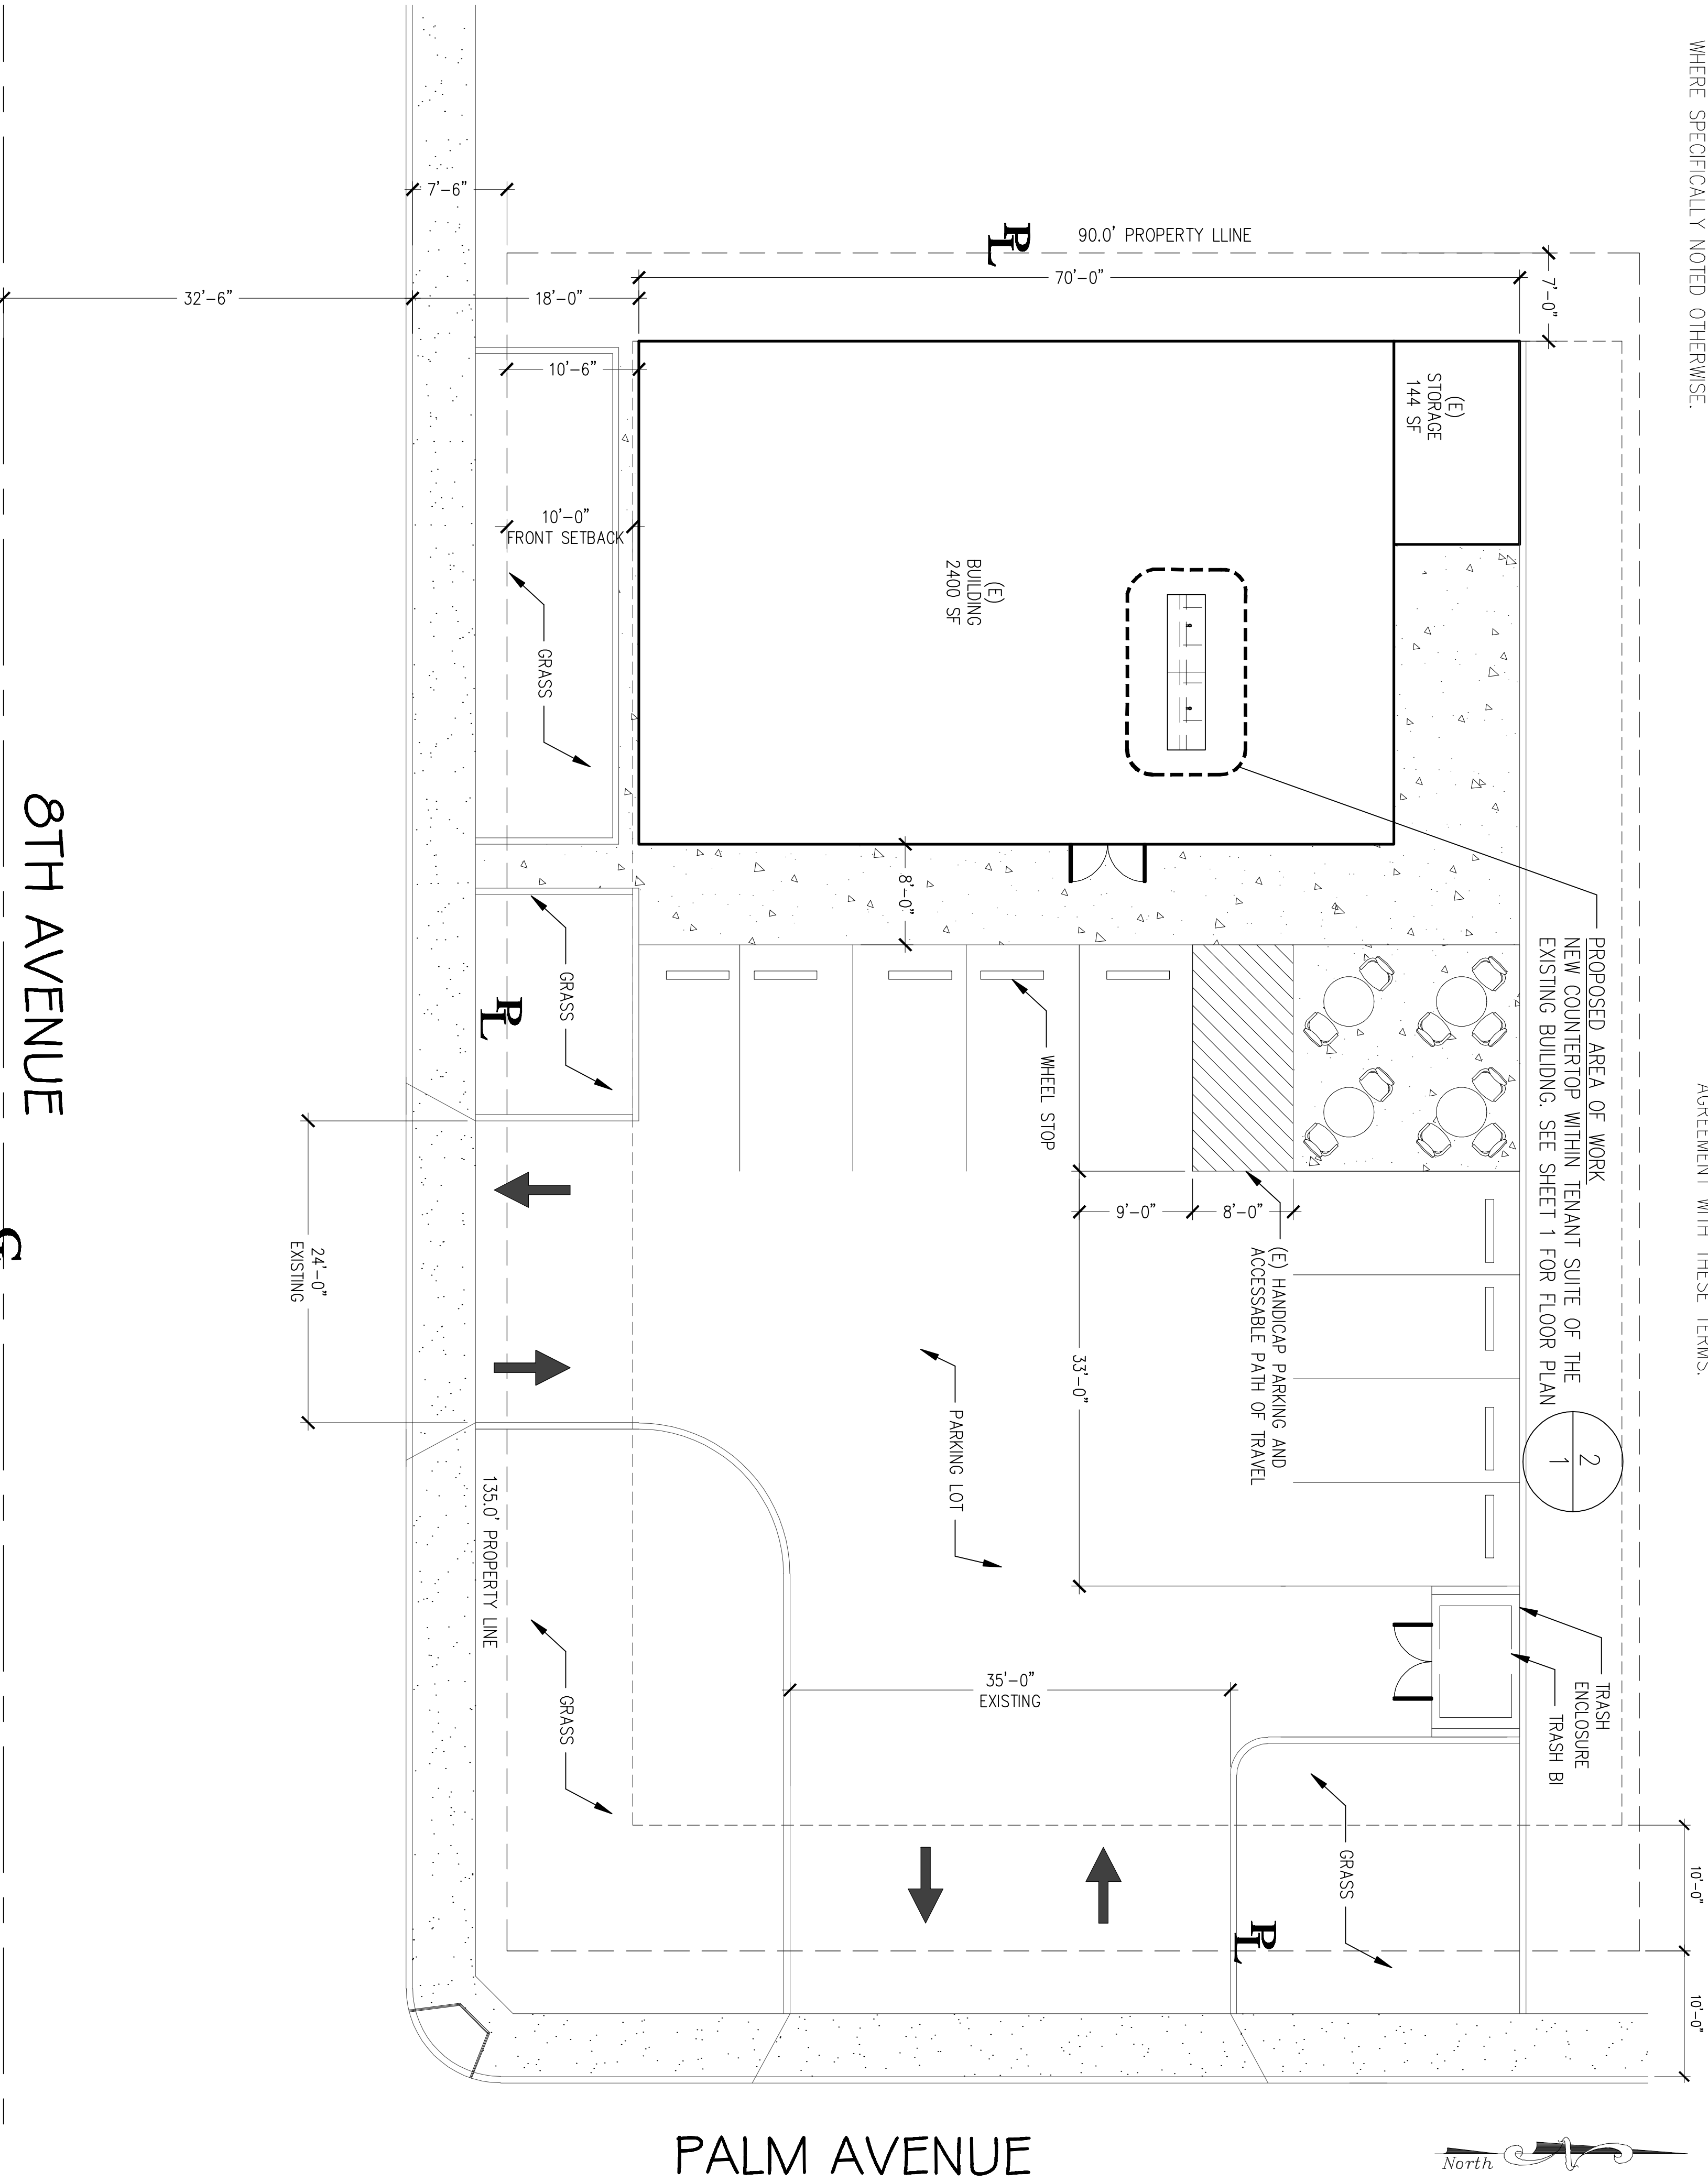 WHERE SPECIFICALLY NOTED OTHERWISE.
AGREEMENT WITH THESE TERMS.
7'-6"
PL
90.0' PROPERTY LLINE
70'-0"
7'-0"
32'-6"
18'-0"
10'-6"
(E)
STORAGE
144 SF
10'-0"
FRONT SETBACK
(E)
BUILDING
2400 SF
GRASS
8'-0"
PROPOSED AREA OF WORK
NEW COUNTERTOP WITHIN TENANT SUITE OF THE
EXISTING BUILIDNG. SEE SHEET 1 FOR FLOOR PLAN
2
1
GRASS
PL
WHEEL STOP
9'-0"
8'-0"
(E) HANDICAP PARKING AND
ACCESSABLE PATH OF TRAVEL
24'-0"
EXISTING
33'-0"
PARKING LOT
135.0' PROPERTY LINE
GRASS
35'-0"
EXISTING
TRASH
ENCLOSURE
TRASH BI
GRASS
PL
10'-0"
10'-0"
8TH AVENUE
PALM AVENUE
North